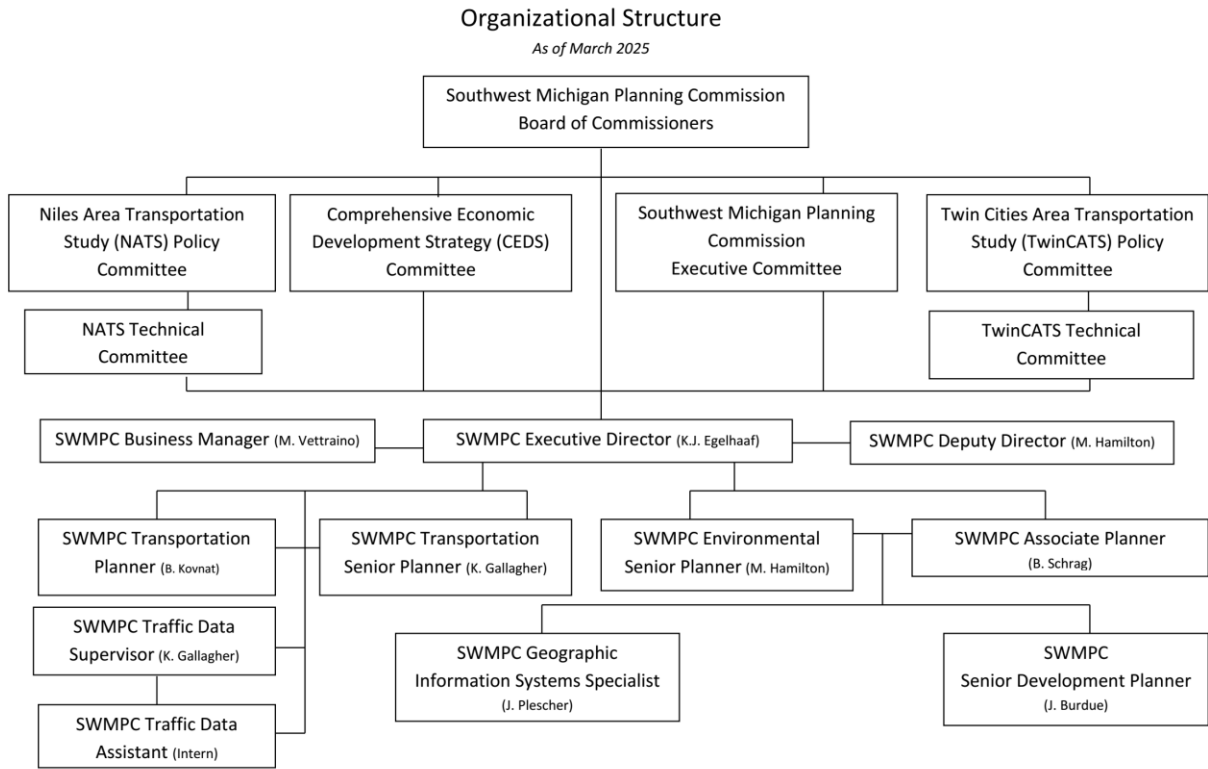 Organizational Structure
As of March 2025
Southwest Michigan Planning Commission
Board of Commissioners
Niles Area Transportation
Study (NATS) Policy
Committee
Comprehensive Economic
Development Strategy (CEDS)
Committee
Southwest Michigan Planning
Commission
Executive Committee
Twin Cities Area Transportation
Study (TwinCATS) Policy
Committee
NATS Technical
Committee
TwinCATS Technical
Committee
SWMPC Business Manager (M. Vettraino)
SWMPC Executive Director (K.J. Egelhaaf)
SWMPC Deputy Director (M. Hamilton)
SWMPC Transportation
Planner (B. Kovnat)
SWMPC Transportation
Senior Planner (K. Gallagher)
SWMPC Environmental
Senior Planner (M. Hamilton)
SWMPC Associate Planner
(B. Schrag)
SWMPC Traffic Data
Supervisor (K. Gallagher)
SWMPC Geographic
Information Systems Specialist
(J. Plescher)
SWMPC
Senior Development Planner
(J. Burdue)
SWMPC Traffic Data
Assistant (Intern)